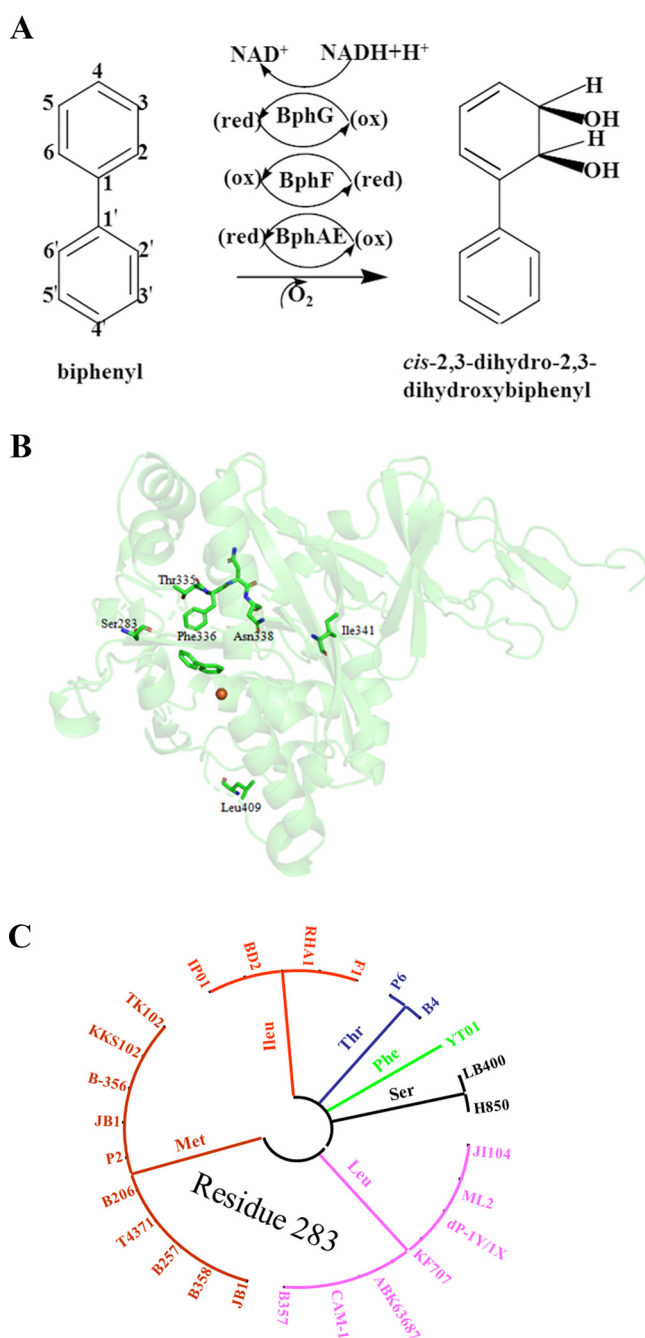 A
4
5
3
6
2
1
1'
6'
2'
5'
3'
4'
biphenyl
NAD+ NADH+H+
(red) BphG (ox)
(ox) BphF (red)
(red) BphAE (ox)
O2
H
OH
H
OH
cis-2,3-dihydro-2,3-
dihydroxybiphenyl
B
Thr335
Ser283
Phe336
Asn338
Ile341
Leu409
C
IP01
BD2
RHA1
F1
Ileu
P6
B4
Thr
YT01
Phe
LB400
H850
Ser
TK102
KKS102
B-356
JB1
P2
B206
T4371
B257
B358
JB1
Met
Residue 283
Leu
JI104
ML2
dP-1Y/1X
KF707
ABK63687
CAM-1
B357